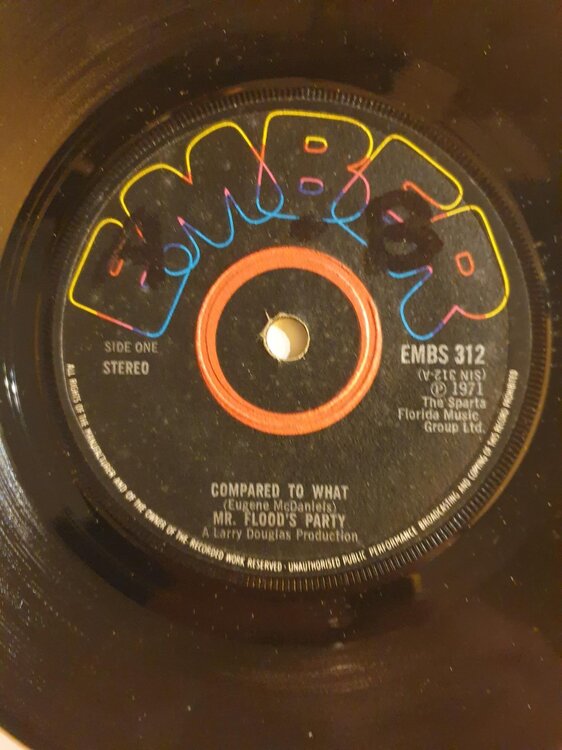 EMBER
SIDE ONE
STEREO
EMBS 312
(SIN 312-A)
℗ 1971
The Sparta
Florida Music
Group Ltd.
COMPARED TO WHAT
(Eugene McDaniels)
MR. FLOOD'S PARTY
A Larry Douglas Production
ALL RIGHTS OF THE MANUFACTURER AND OF THE OWNER OF THE RECORDED WORK RESERVED · UNAUTHORISED PUBLIC PERFORMANCE BROADCASTING AND COPYING OF THIS RECORD PROHIBITED